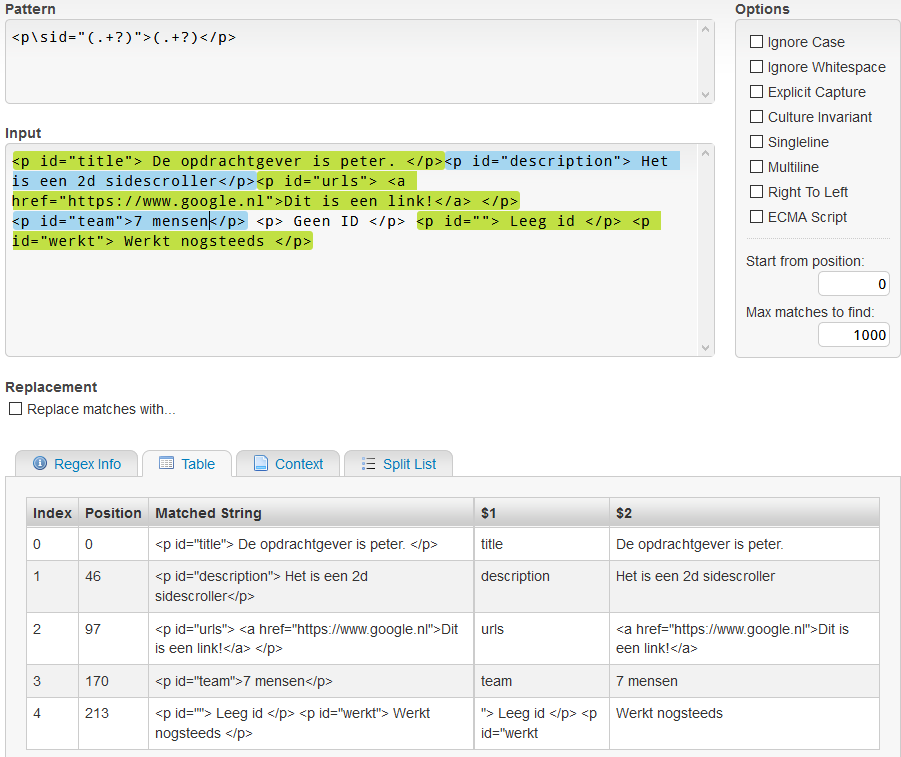 Pattern
<p\sid="(.+?)">(.+?)</p>
Options
Ignore Case
Ignore Whitespace
Explicit Capture
Culture Invariant
Singleline
Multiline
Right To Left
ECMA Script
Start from position:
0
Max matches to find:
1000
Input
<p id="title"> De opdrachtgever is peter. </p><p id="description"> Het
is een 2d sidescroller</p><p id="urls"> <a
href="https://www.google.nl">Dit is een link!</a> </p>
<p id="team">7 mensen</p> <p> Geen ID </p> <p id=""> Leeg id </p> <p
id="werkt"> Werkt nogsteeds </p>
Replacement
Replace matches with...
Regex Info Table Context Split List
Index Position Matched String $1 $2
0 0 <p id="title"> De opdrachtgever is peter. </p> title De opdrachtgever is peter.
1 46 <p id="description"> Het is een 2d description Het is een 2d sidescroller
sidescroller</p>
2 97 <p id="urls"> <a href="https://www.google.nl">Dit urls <a href="https://www.google.nl">Dit is
is een link!</a> </p> een link!</a>
3 170 <p id="team">7 mensen</p> team 7 mensen
4 213 <p id=""> Leeg id </p> <p id="werkt"> Werkt "> Leeg id </p> <p Werkt nogsteeds
nogsteeds </p> id="werkt